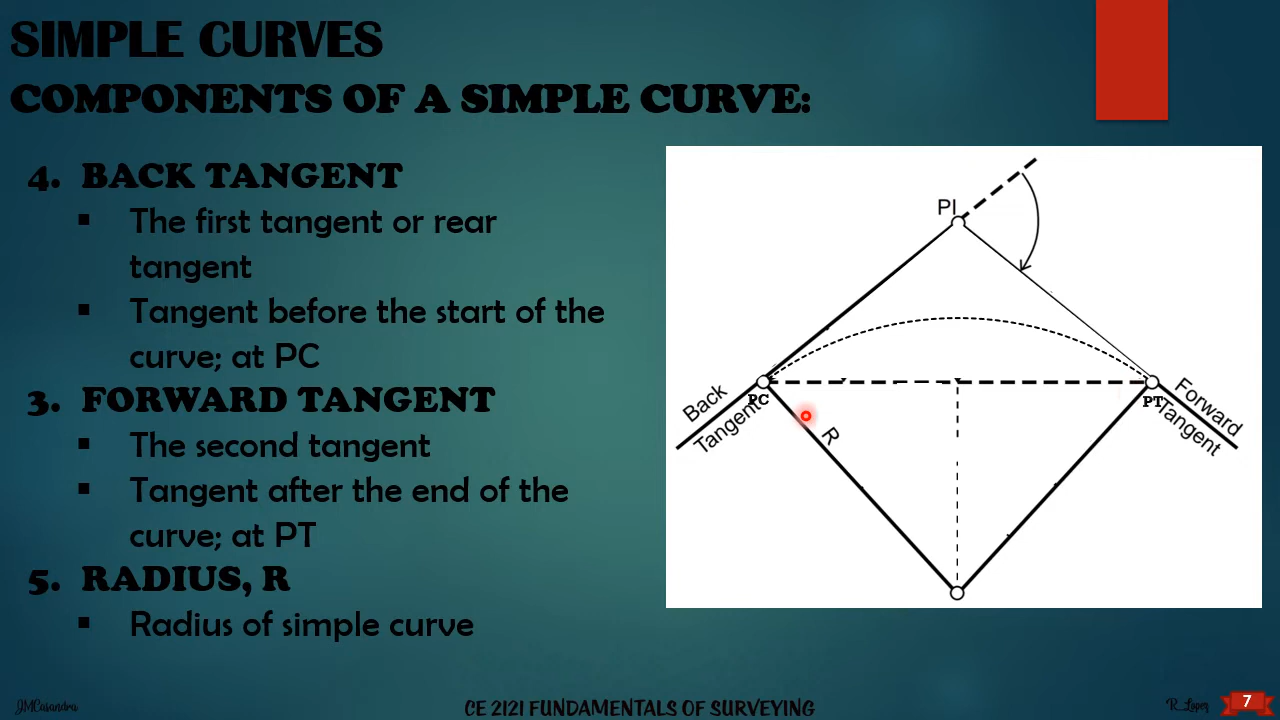 SIMPLE CURVES
COMPONENTS OF A SIMPLE CURVE:
4. BACK TANGENT
▪ The first tangent or rear
tangent
▪ Tangent before the start of the
curve; at PC
3. FORWARD TANGENT
▪ The second tangent
▪ Tangent after the end of the
curve; at PT
5. RADIUS, R
▪ Radius of simple curve
PI
Back
Tangent
PC
R
PT
Forward
Tangent
JMCasandra
CE 2121 FUNDAMENTALS OF SURVEYING
R_Lopez
7